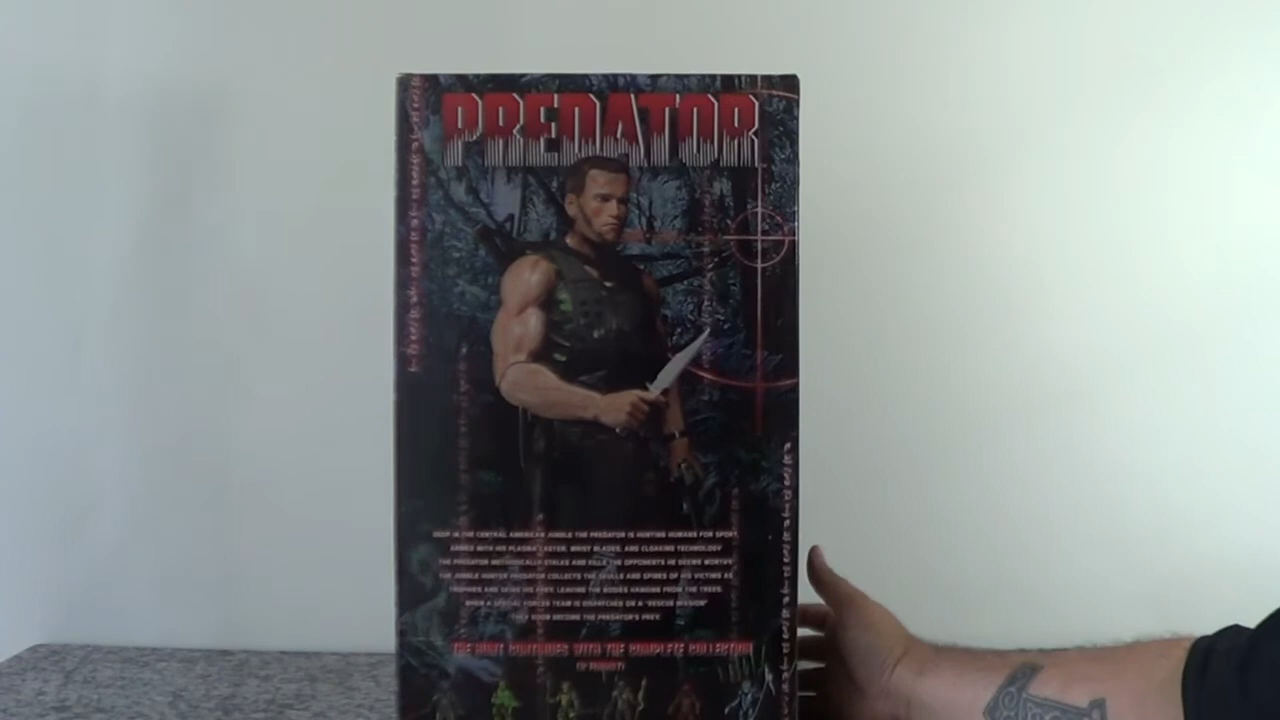 PREDATOR
DEEP IN THE CENTRAL AMERICAN JUNGLE THE PREDATOR IS HUNTING HUMANS FOR SPORT.
ARMED WITH HIS PLASMA CASTER, WRIST BLADES, AND CLOAKING TECHNOLOGY
THE PREDATOR METHODICALLY STALKS AND KILLS THE OPPONENTS HE DEEMS WORTHY.
THE JUNGLE HUNTER PREDATOR COLLECTS THE SKULLS AND SPINES OF HIS VICTIMS AS
TROPHIES AND SKINS HIS PREY, LEAVING THE BODIES HANGING FROM THE TREES.
WHEN A SPECIAL FORCES TEAM IS DISPATCHED ON A "RESCUE MISSION"
THEY SOON BECOME THE PREDATOR'S PREY.
THE HUNT CONTINUES WITH THE COMPLETE COLLECTION